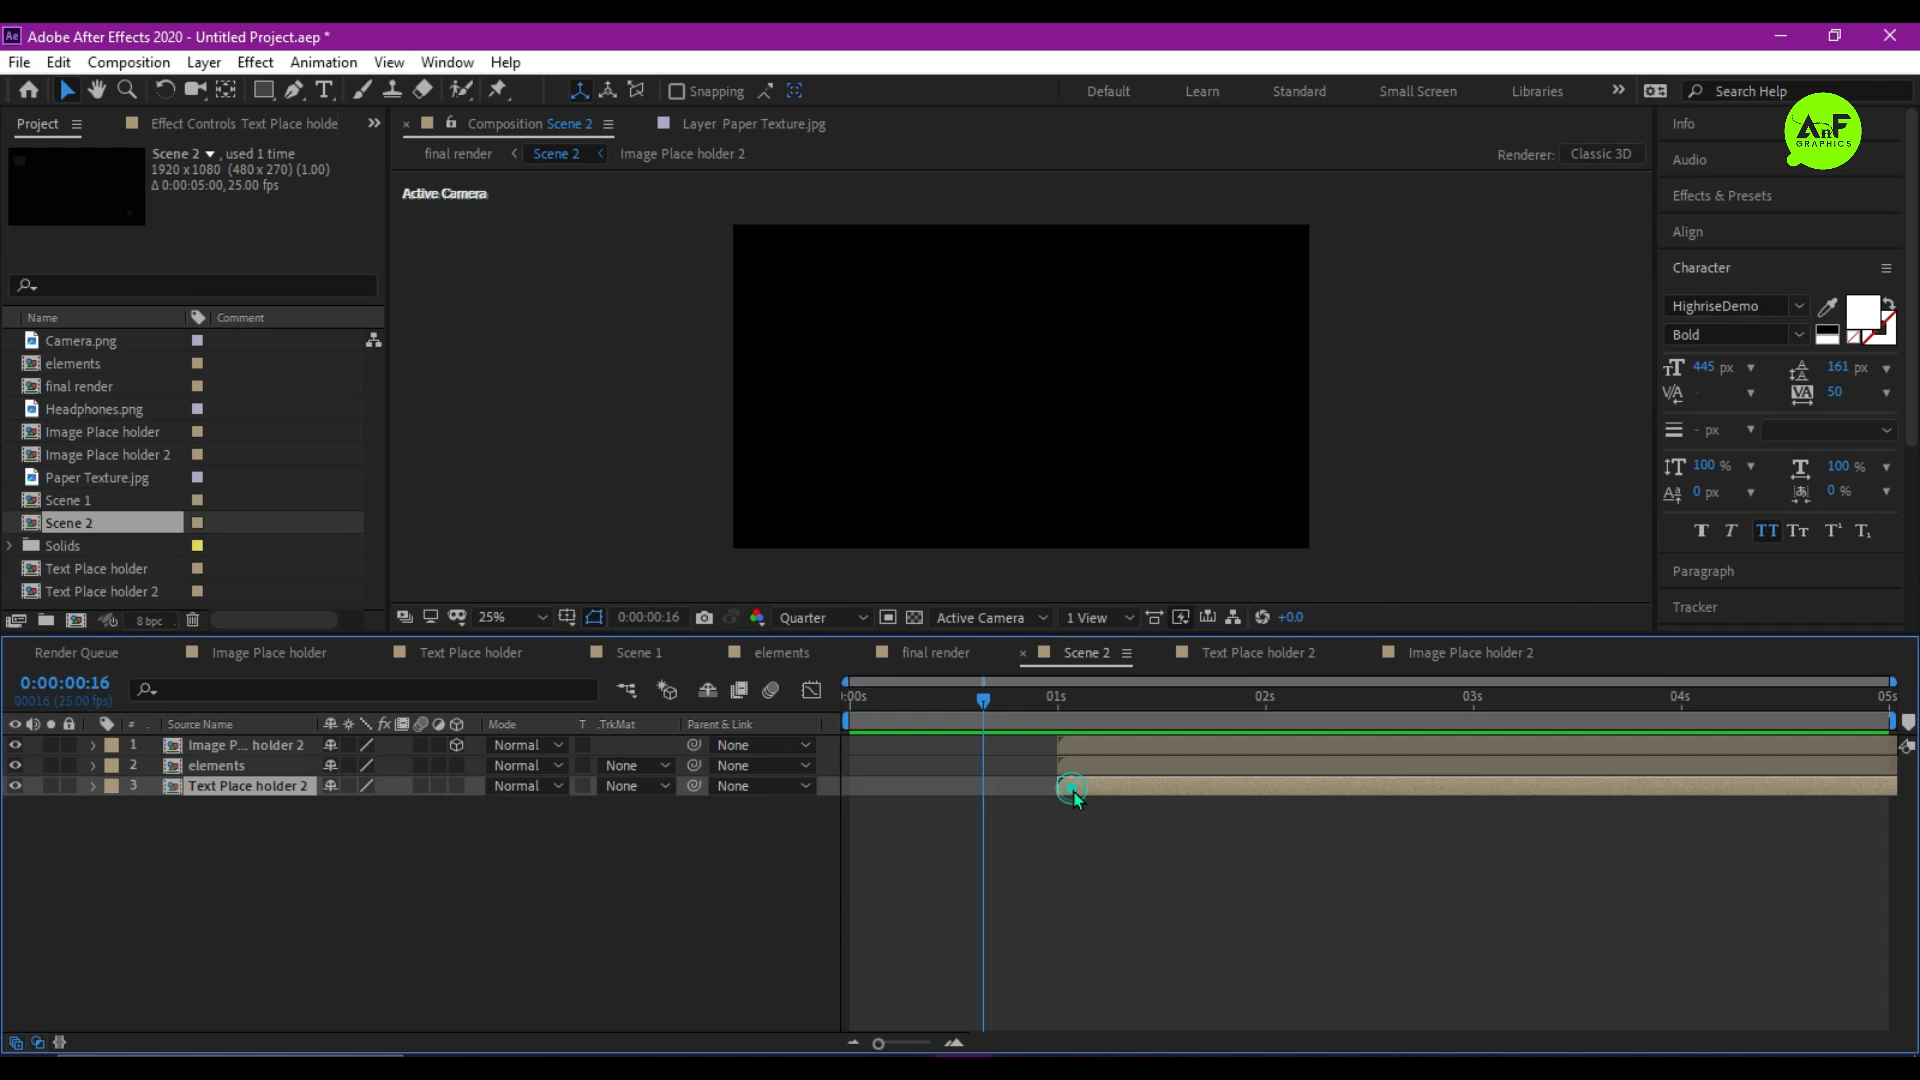 Ae Adobe After Effects 2020 - Untitled Project.aep *
File Edit Composition Layer Effect Animation View Window Help
Snapping Default Learn Standard Small Screen Libraries Search Help
Project Effect Controls Text Place holde Composition Scene 2 Layer Paper Texture.jpg Info
AnF
GRAPHICS
Scene 2 , used 1 time
1920 x 1080 (480 x 270) (1.00)
Δ 0:00:05:00, 25.00 fps
final render Scene 2 Image Place holder 2 Renderer: Classic 3D
Active Camera
Audio
Effects & Presets
Align
Character
HighriseDemo
Bold
445 px 161 px
- 50
- px
100 % 100 %
0 px 0 %
T T TT Tт T¹ T₁
Paragraph
Tracker
Name Comment
Camera.png
elements
final render
Headphones.png
Image Place holder
Image Place holder 2
Paper Texture.jpg
Scene 1
Scene 2
Solids
Text Place holder
Text Place holder 2
8 bpc 25% 0:00:00:16 Quarter Active Camera 1 View +0.0
Render Queue Image Place holder Text Place holder Scene 1 elements final render × Scene 2 Text Place holder 2 Image Place holder 2
0:00:00:16
00016 (25.00 fps)
:00s 01s 02s 03s 04s 05s
# Source Name fx Mode T .TrkMat Parent & Link
1 Image P... holder 2 Normal None
2 elements Normal None None
3 Text Place holder 2 Normal None None